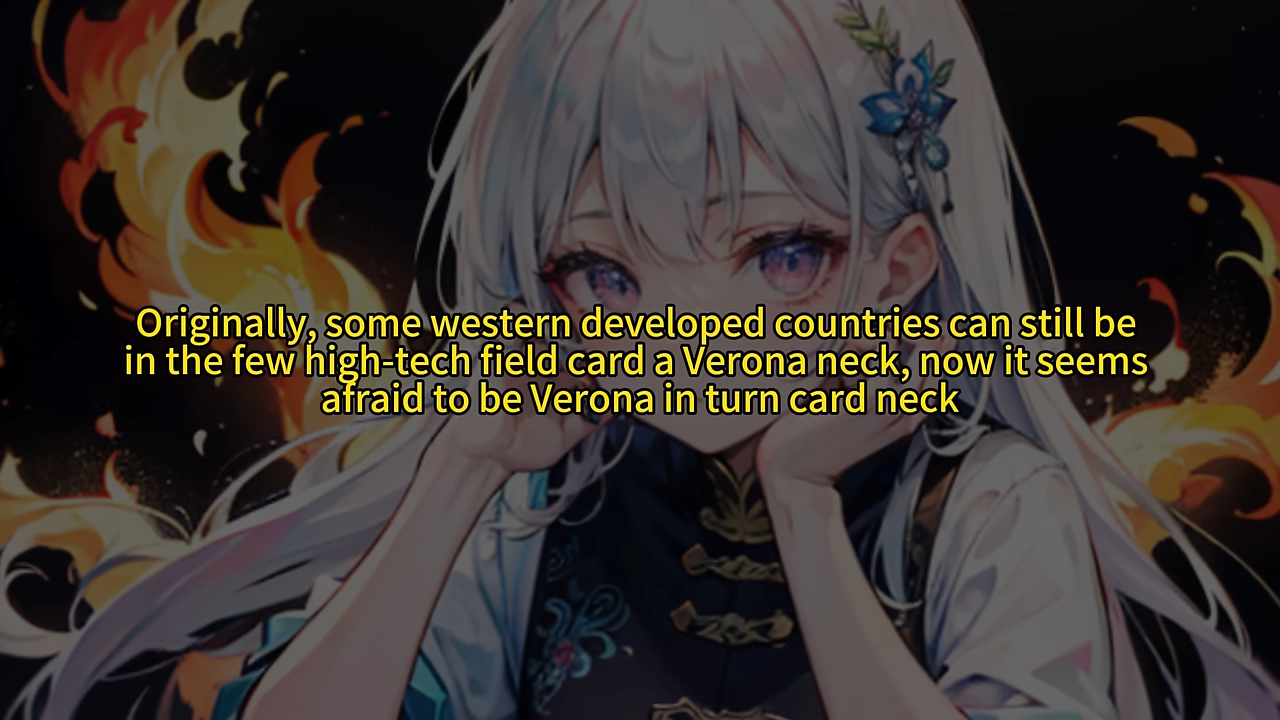 Originally, some western developed countries can still be
in the few high-tech field card a Verona neck, now it seems
afraid to be Verona in turn card neck